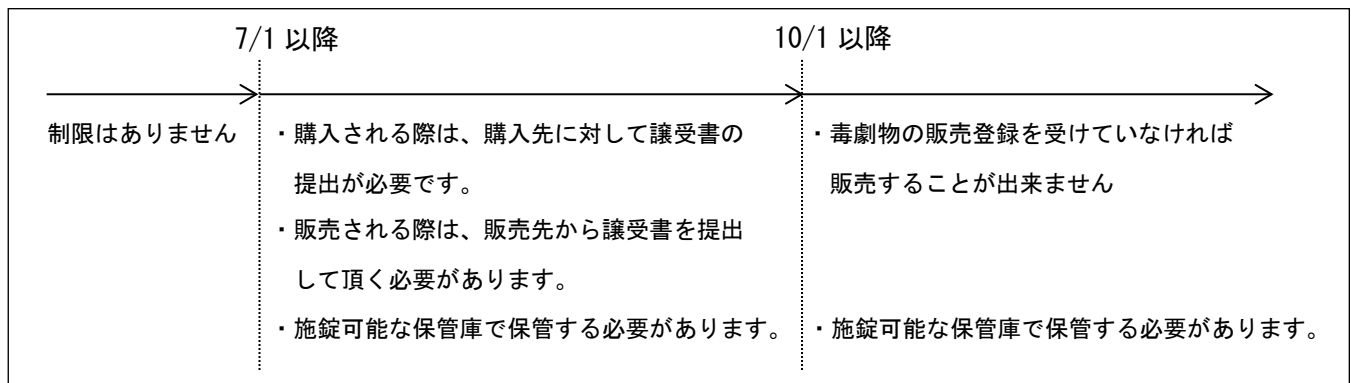 7/1 以降
10/1 以降
制限はありません
・購入される際は、購入先に対して譲受書の
提出が必要です。
・販売される際は、販売先から譲受書を提出
して頂く必要があります。
・施錠可能な保管庫で保管する必要があります。
・毒劇物の販売登録を受けていなければ
販売することが出来ません
・施錠可能な保管庫で保管する必要があります。